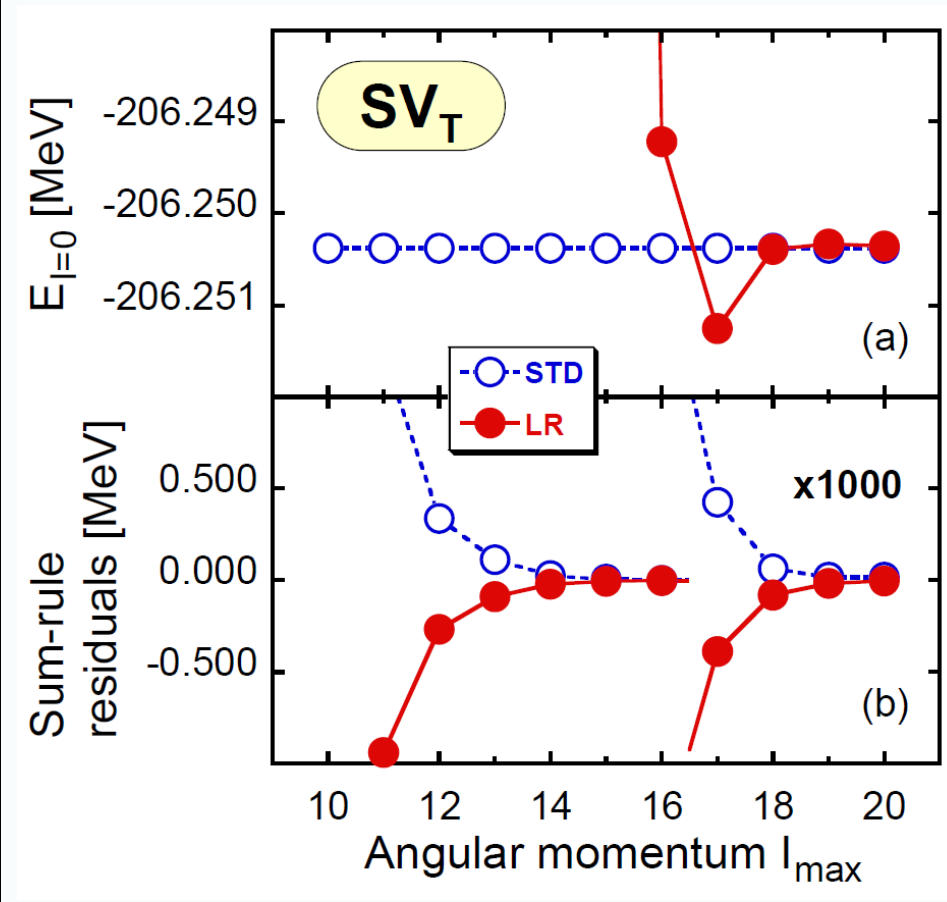 SV_T
E_I=0 [MeV]
-206.249
-206.250
-206.251
(a)
STD
LR
Sum-rule
residuals [MeV]
0.500
0.000
-0.500
x1000
(b)
10 12 14 16 18 20
Angular momentum I_max